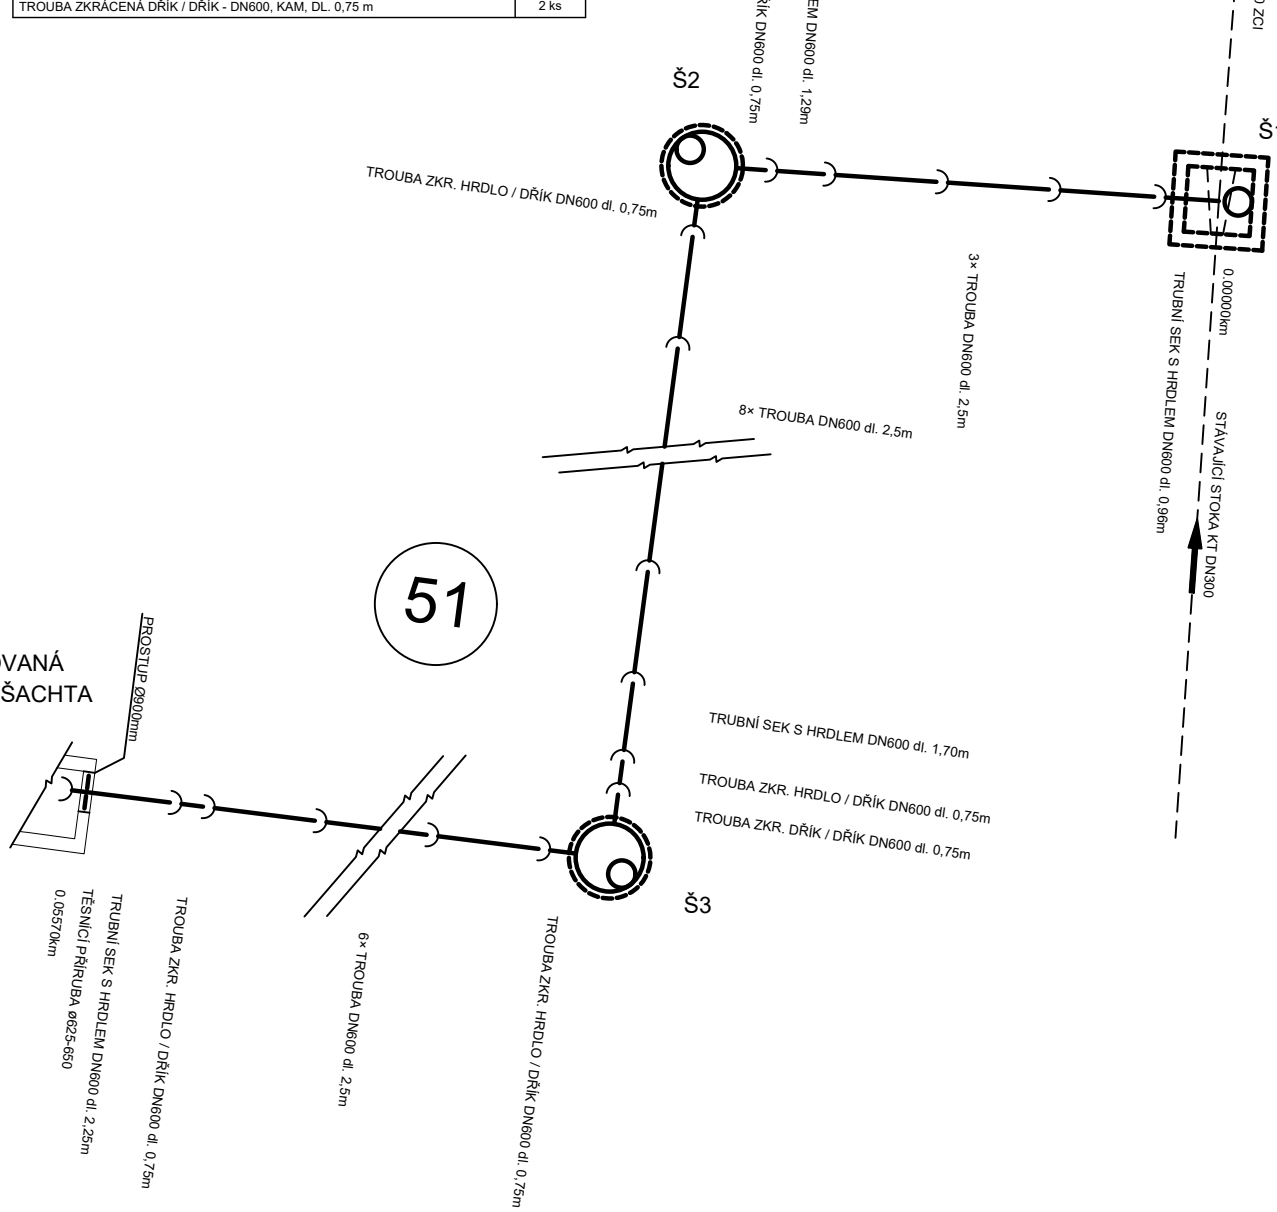 TROUBA ZKRÁCENÁ DŘÍK / DŘÍK - DN600, KAM, DL. 0,75 m
2 ks
DN600 dl. 0,75m
DN600 dl. 1,29m
ZCI
Š2
TROUBA ZKR. HRDLO / DŘÍK DN600 dl. 0,75m
3× TROUBA DN600 dl. 2,5m
0.00000km
TRUBNÍ SEK S HRDLEM DN600 dl. 0,96m
STÁVAJÍCÍ STOKA KT DN300
8× TROUBA DN600 dl. 2,5m
51
PROSTUP Ø900mm
ŠACHTA
TRUBNÍ SEK S HRDLEM DN600 dl. 1,70m
TROUBA ZKR. HRDLO / DŘÍK DN600 dl. 0,75m
TROUBA ZKR. DŘÍK / DŘÍK DN600 dl. 0,75m
Š3
0.05570km
TĚSNÍCÍ PŘÍRUBA ø625-650
TRUBNÍ SEK S HRDLEM DN600 dl. 2,25m
TROUBA ZKR. HRDLO / DŘÍK DN600 dl. 0,75m
6× TROUBA DN600 dl. 2,5m
TROUBA ZKR. HRDLO / DŘÍK DN600 dl. 0,75m